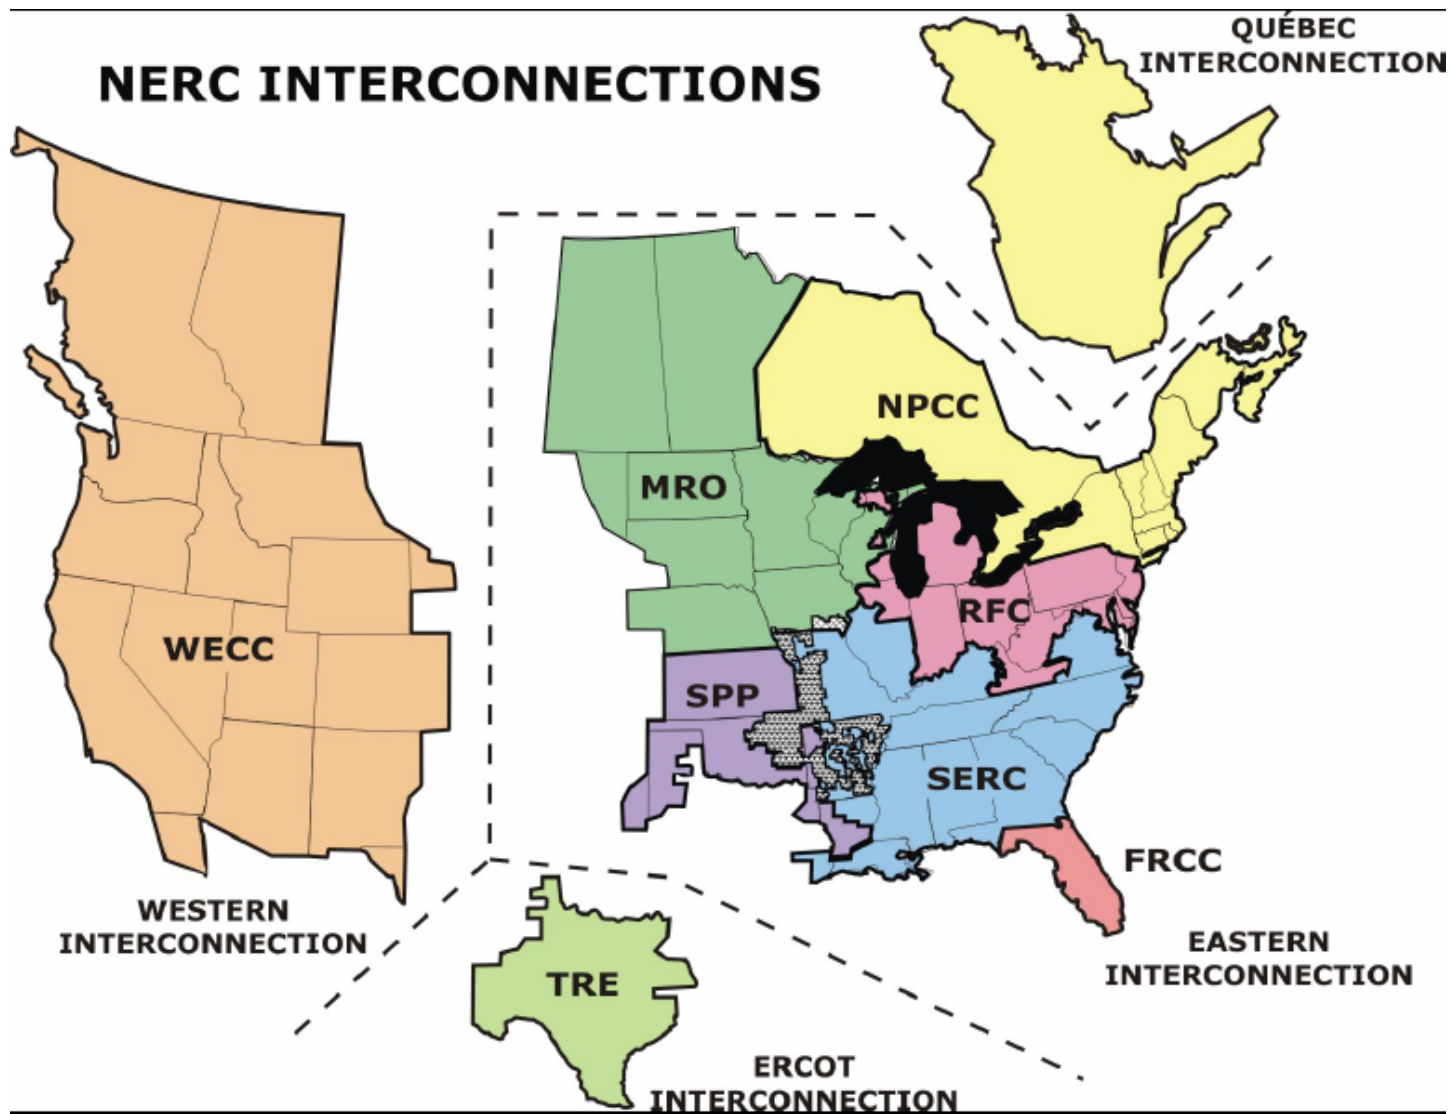 NERC INTERCONNECTIONS
QUÉBEC
INTERCONNECTION
NPCC
MRO
RFC
WECC
SPP
SERC
FRCC
WESTERN
INTERCONNECTION
EASTERN
INTERCONNECTION
TRE
ERCOT
INTERCONNECTION